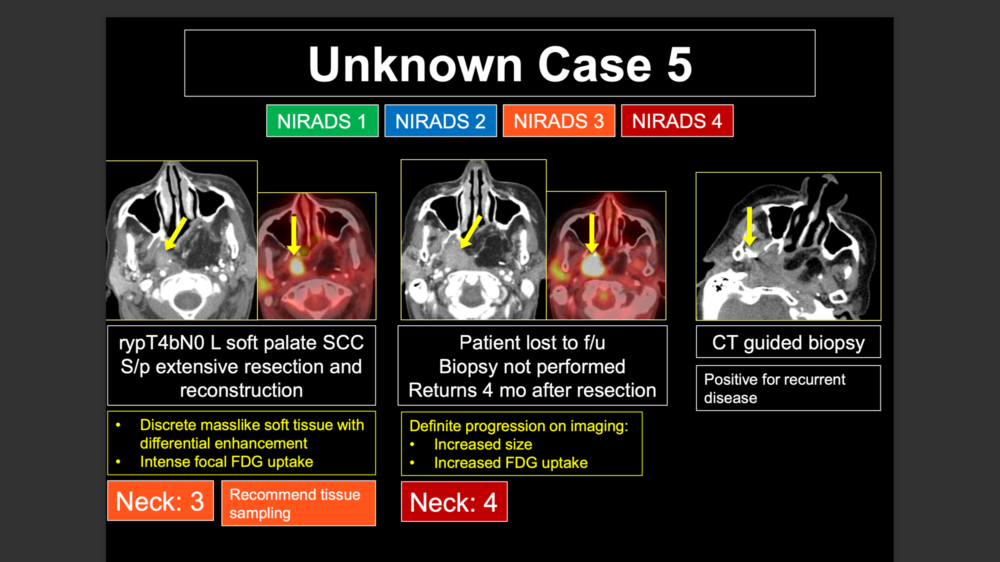 Unknown Case 5
NIRADS 1
NIRADS 2
NIRADS 3
NIRADS 4
rypT4bN0 L soft palate SCC
S/p extensive resection and
reconstruction
• Discrete masslike soft tissue with
differential enhancement
• Intense focal FDG uptake
Neck: 3
Recommend tissue
sampling
Patient lost to f/u
Biopsy not performed
Returns 4 mo after resection
Definite progression on imaging:
• Increased size
• Increased FDG uptake
Neck: 4
CT guided biopsy
Positive for recurrent
disease